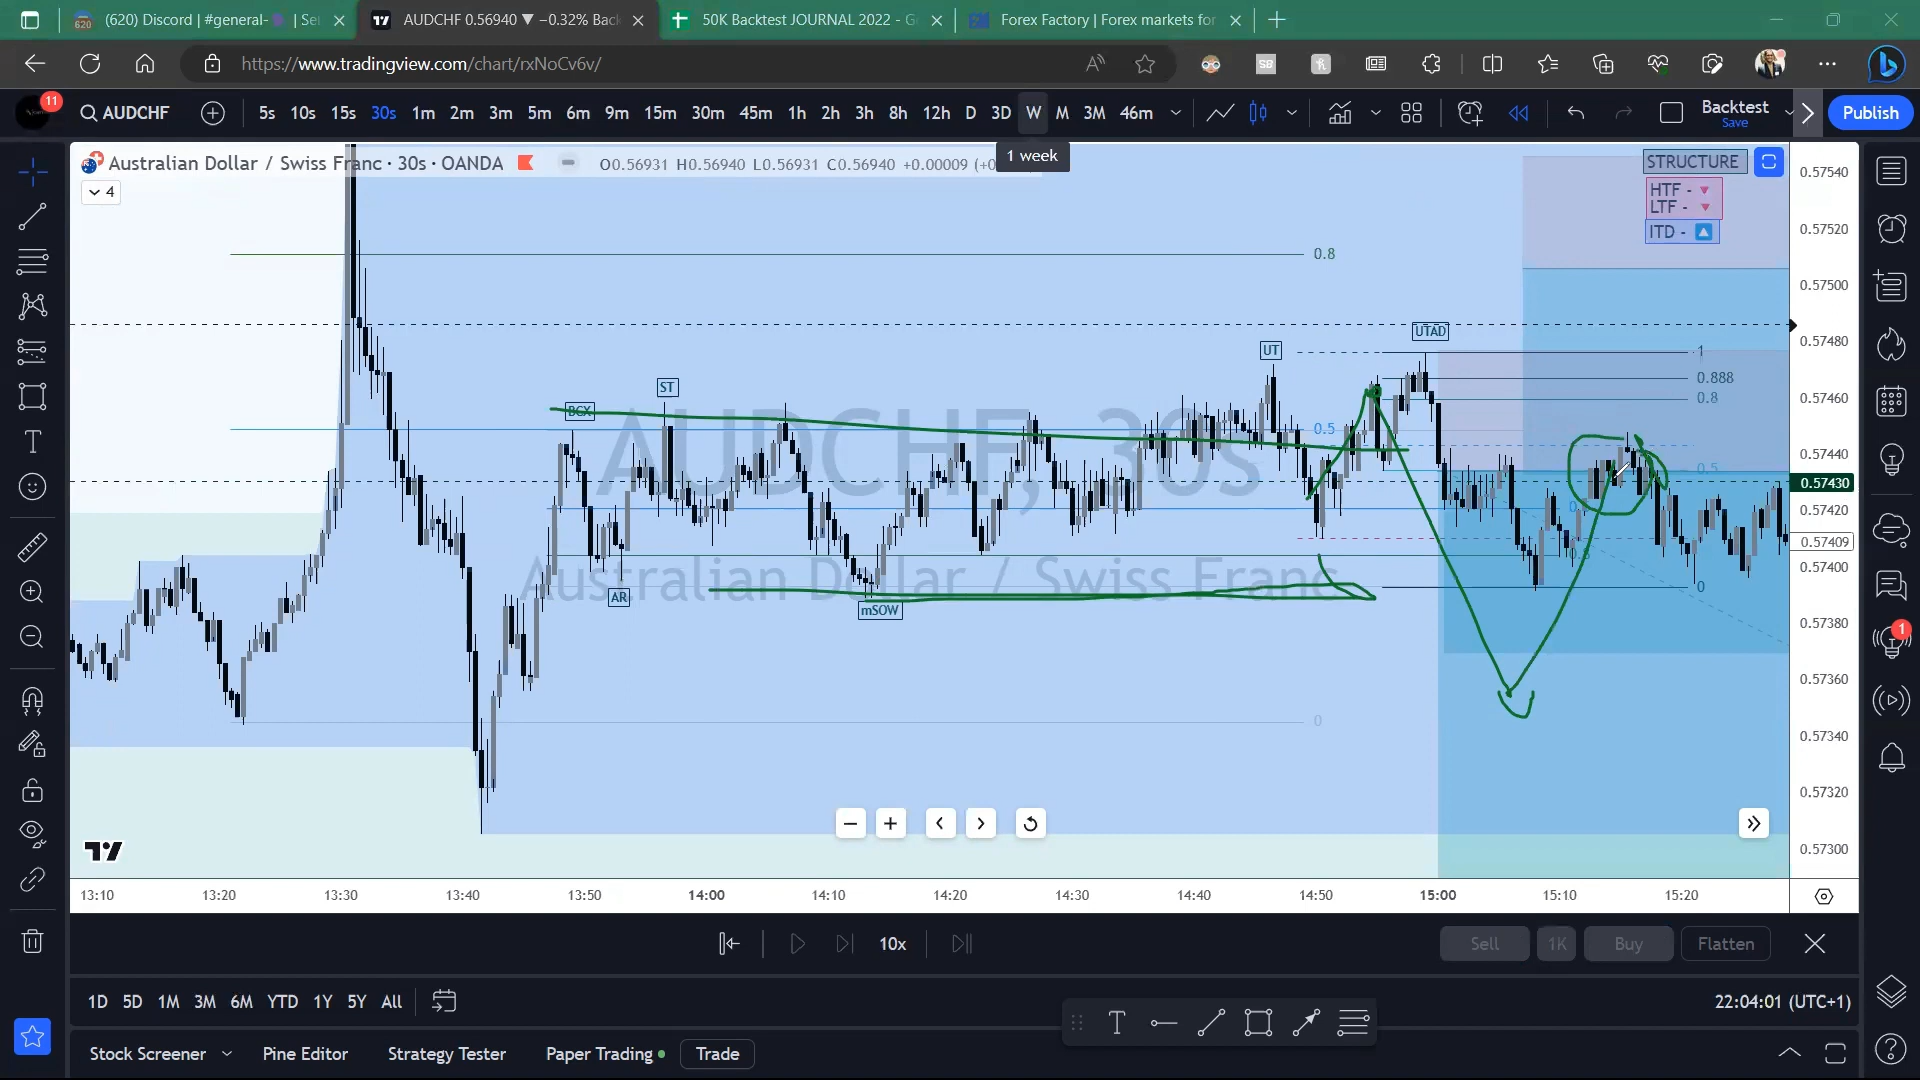 (620) Discord | #general- | Se
AUDCHF 0.56940 ▼ −0.32% Back
50K Backtest JOURNAL 2022 - G
Forex Factory | Forex markets for
https://www.tradingview.com/chart/rxNoCv6v/
11
AUDCHF
5s 10s 15s 30s 1m 2m 3m 5m 6m 9m 15m 30m 45m 1h 2h 3h 8h 12h D 3D W M 3M 46m
Backtest
Save
Publish
1 week
Australian Dollar / Swiss Franc · 30s · OANDA
O0.56931 H0.56940 L0.56931 C0.56940 +0.00009 (+0
4
STRUCTURE
HTF - ▼
LTF - ▼
ITD -
0.57540
0.57520
0.57500
0.57480
0.57460
0.57440
0.57430
0.57420
0.57409
0.57400
0.57380
0.57360
0.57340
0.57320
0.57300
0.8
0.5
0
UT
UTAD
1
0.888
0.8
0.5
0
ST
BCX
AR
mSOW
AUDCHF, 30s
Australian Dollar / Swiss Franc
13:10 13:20 13:30 13:40 13:50 14:00 14:10 14:20 14:30 14:40 14:50 15:00 15:10 15:20
10x
Sell 1K Buy Flatten
1D 5D 1M 3M 6M YTD 1Y 5Y All
22:04:01 (UTC+1)
Stock Screener Pine Editor Strategy Tester Paper Trading Trade
1